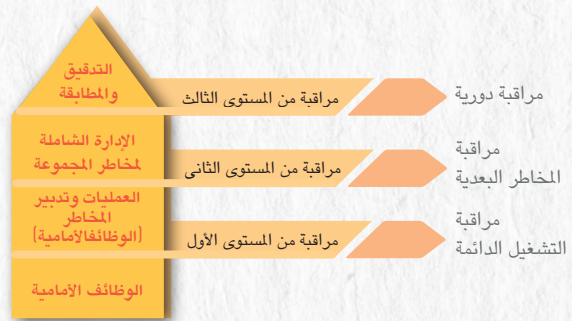 التدقيق
والمطابقة
مراقبة من المستوى الثالث
مراقبة دورية
الإدارة الشاملة
لمخاطر المجموعة
مراقبة من المستوى الثاني
مراقبة
المخاطر البعدية
العمليات وتدبير
المخاطر
(الوظائفالأمامية)
مراقبة من المستوى الأول
مراقبة
التشغيل الدائمة
الوظائف الأمامية